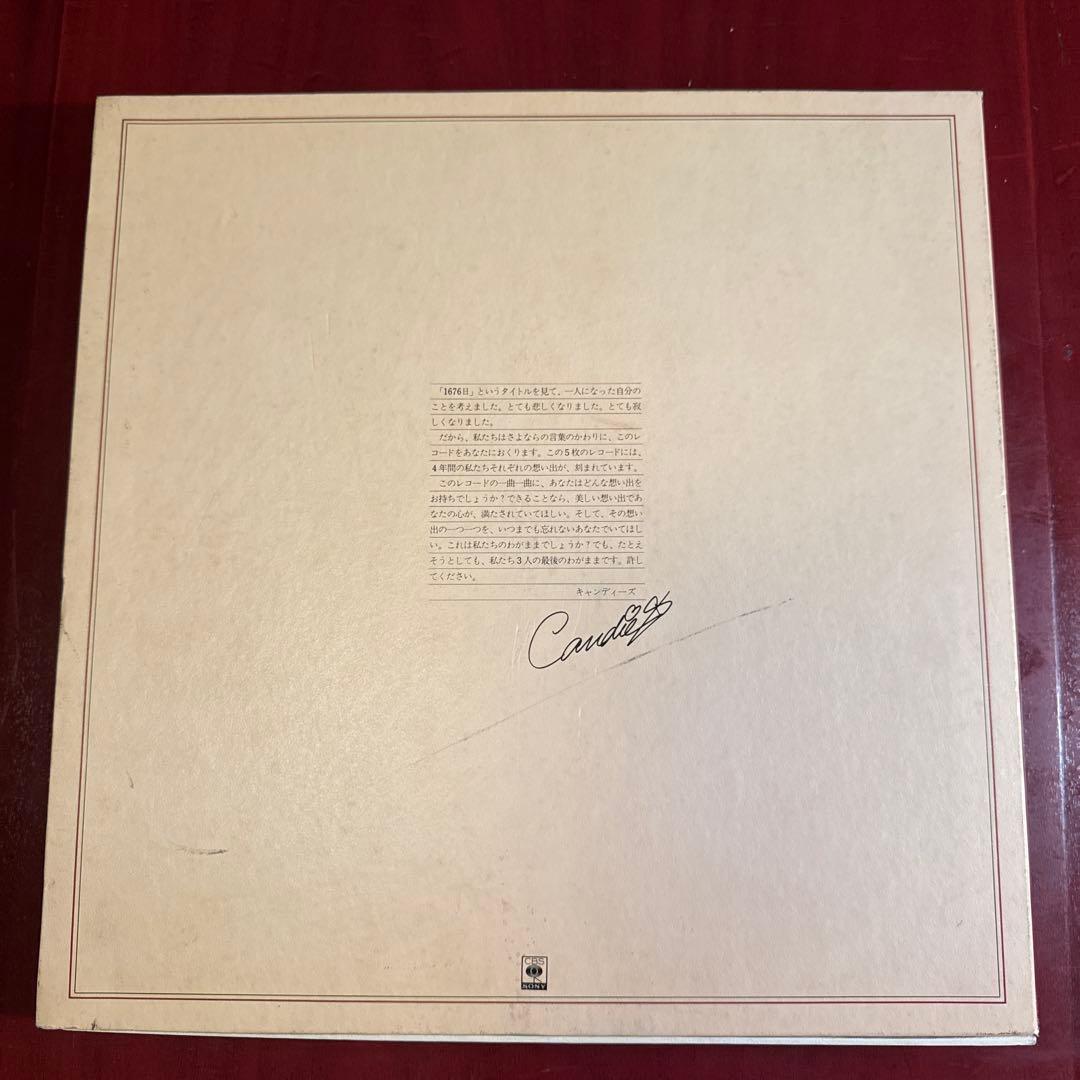 「1676日」というタイトルを見て、一人になった自分の
ことを考えました。とても悲しくなりました。とても寂
しくなりました。
だから、私たちはさよならの言葉のかわりに、このレ
コードをあなたにおくります。この5枚のレコードには、
4年間の私たちそれぞれの想い出が、刻まれています。
このレコードの一曲一曲に、あなたはどんな想い出を
お持ちでしょうか？できることなら、美しい想い出であ
なたの心が、満たされていてほしい。そして、その想い
出の一つ一つを、いつまでも忘れないあなたでいてほし
い。これは私たちのわがままでしょうか？でも、たとえ
そうとしても、私たち3人の最後のわがままです。許し
てください。
キャンディーズ
Candies
CBS
SONY